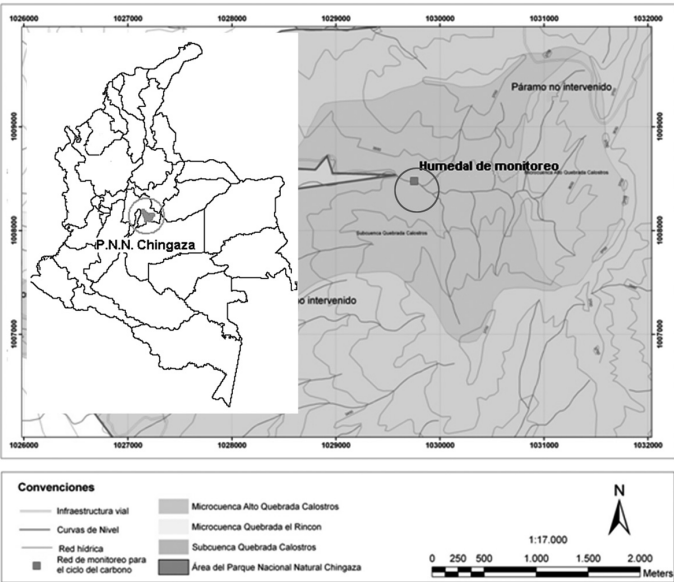 1026000 1027000 1028000 1029000 1030000 1031000 1032000
Páramo no intervenido
1009000
1009000
Humedal de monitoreo
Microcuenca Alto Quebrada Calostros
1008000
1008000
Subcuenca Quebrada Calostros
P.N.N. Chingaza
o intervenido
1007000
1007000
1026000 1027000 1028000 1029000 1030000 1031000 1032000
Convenciones
Infraestructura vial
Curvas de Nivel
Red hídrica
Red de monitoreo para
el ciclo del carbono
Microcuenca Alto Quebrada Calostros
Microcuenca Quebrada el Rincon
Subcuenca Quebrada Calostros
Área del Parque Nacional Natural Chingaza
N
1:17.000
0 250 500 1.000 1.500 2.000
Meters